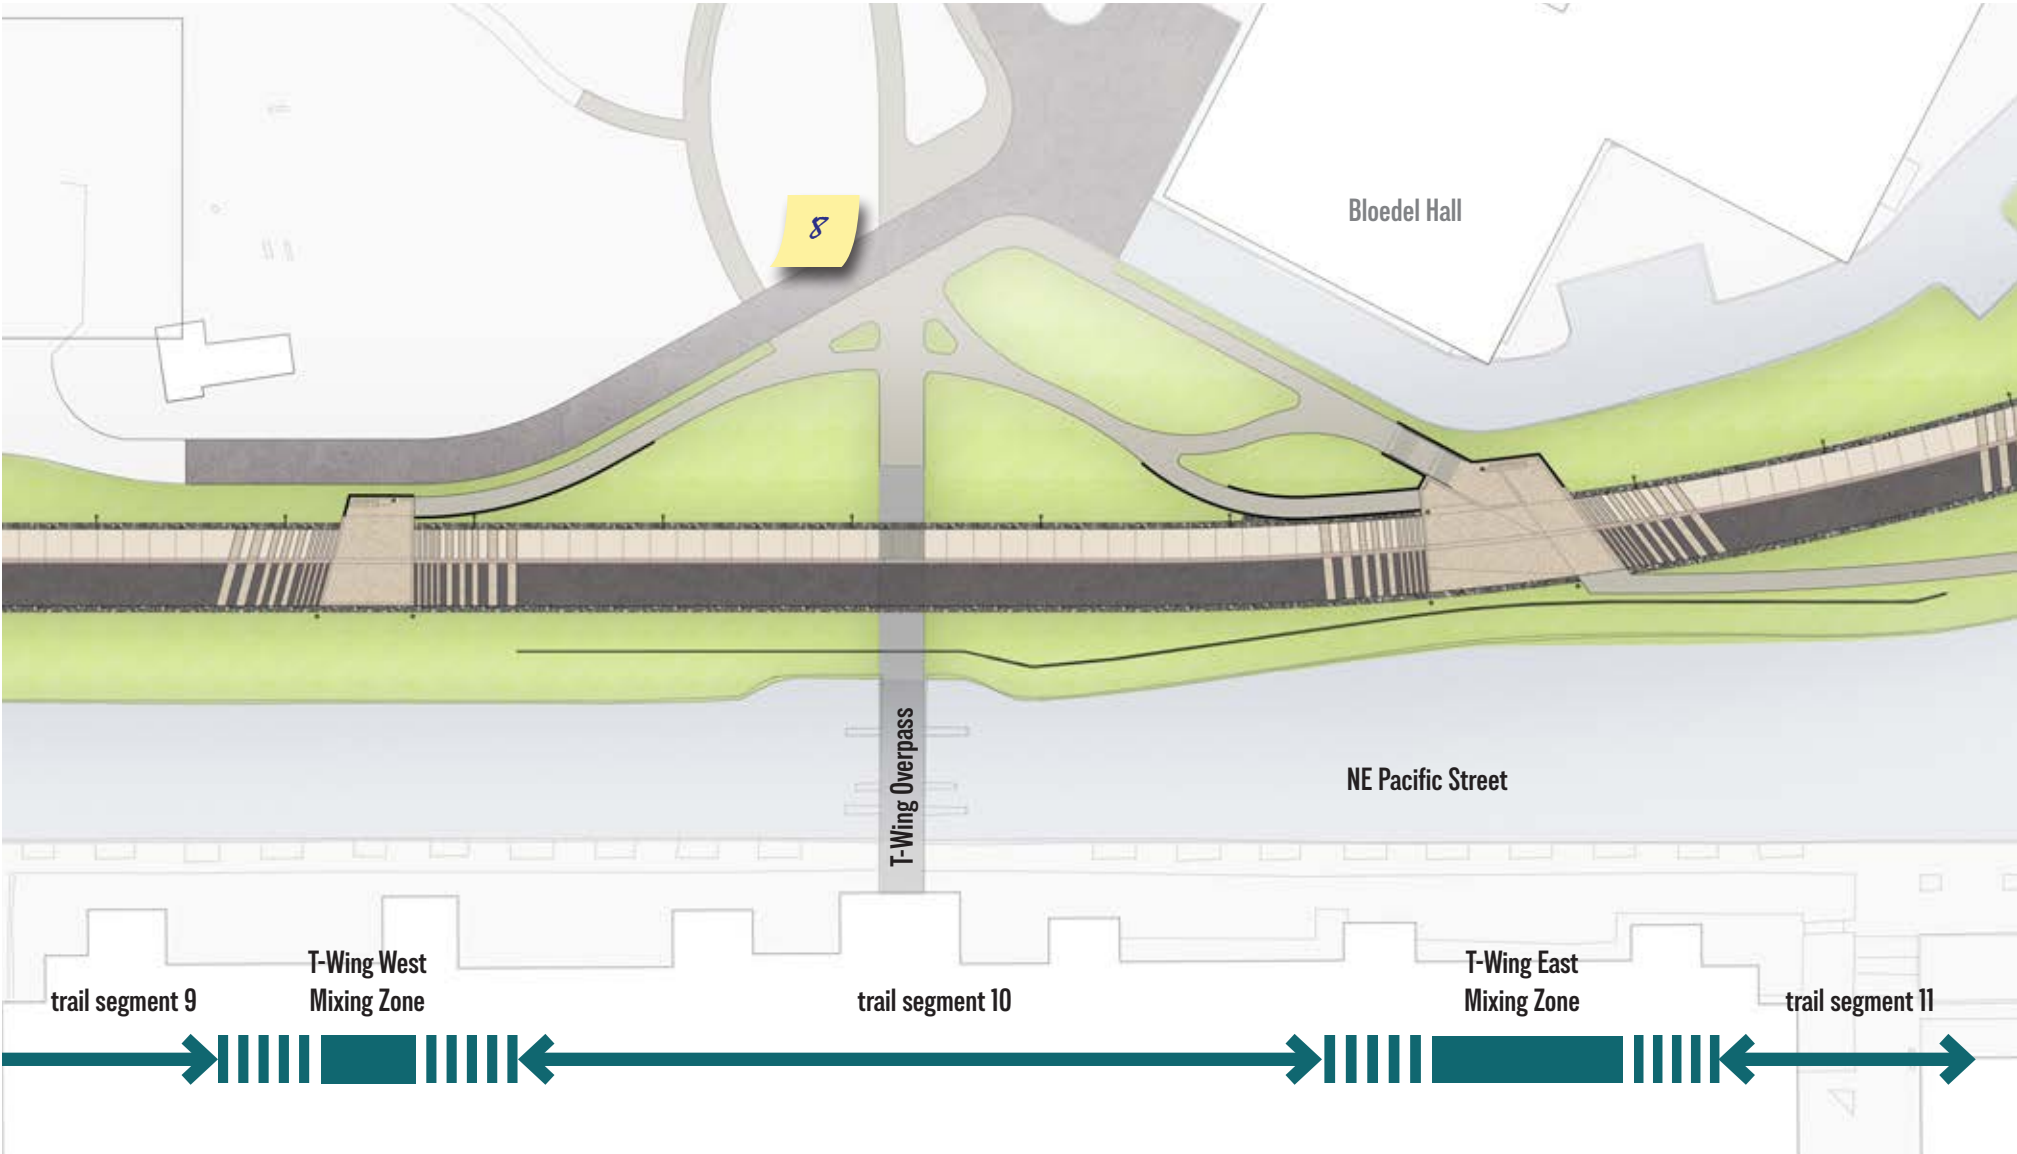 8
Bloedel Hall
T-Wing Overpass
NE Pacific Street
T-Wing West
Mixing Zone
T-Wing East
Mixing Zone
trail segment 9
trail segment 10
trail segment 11